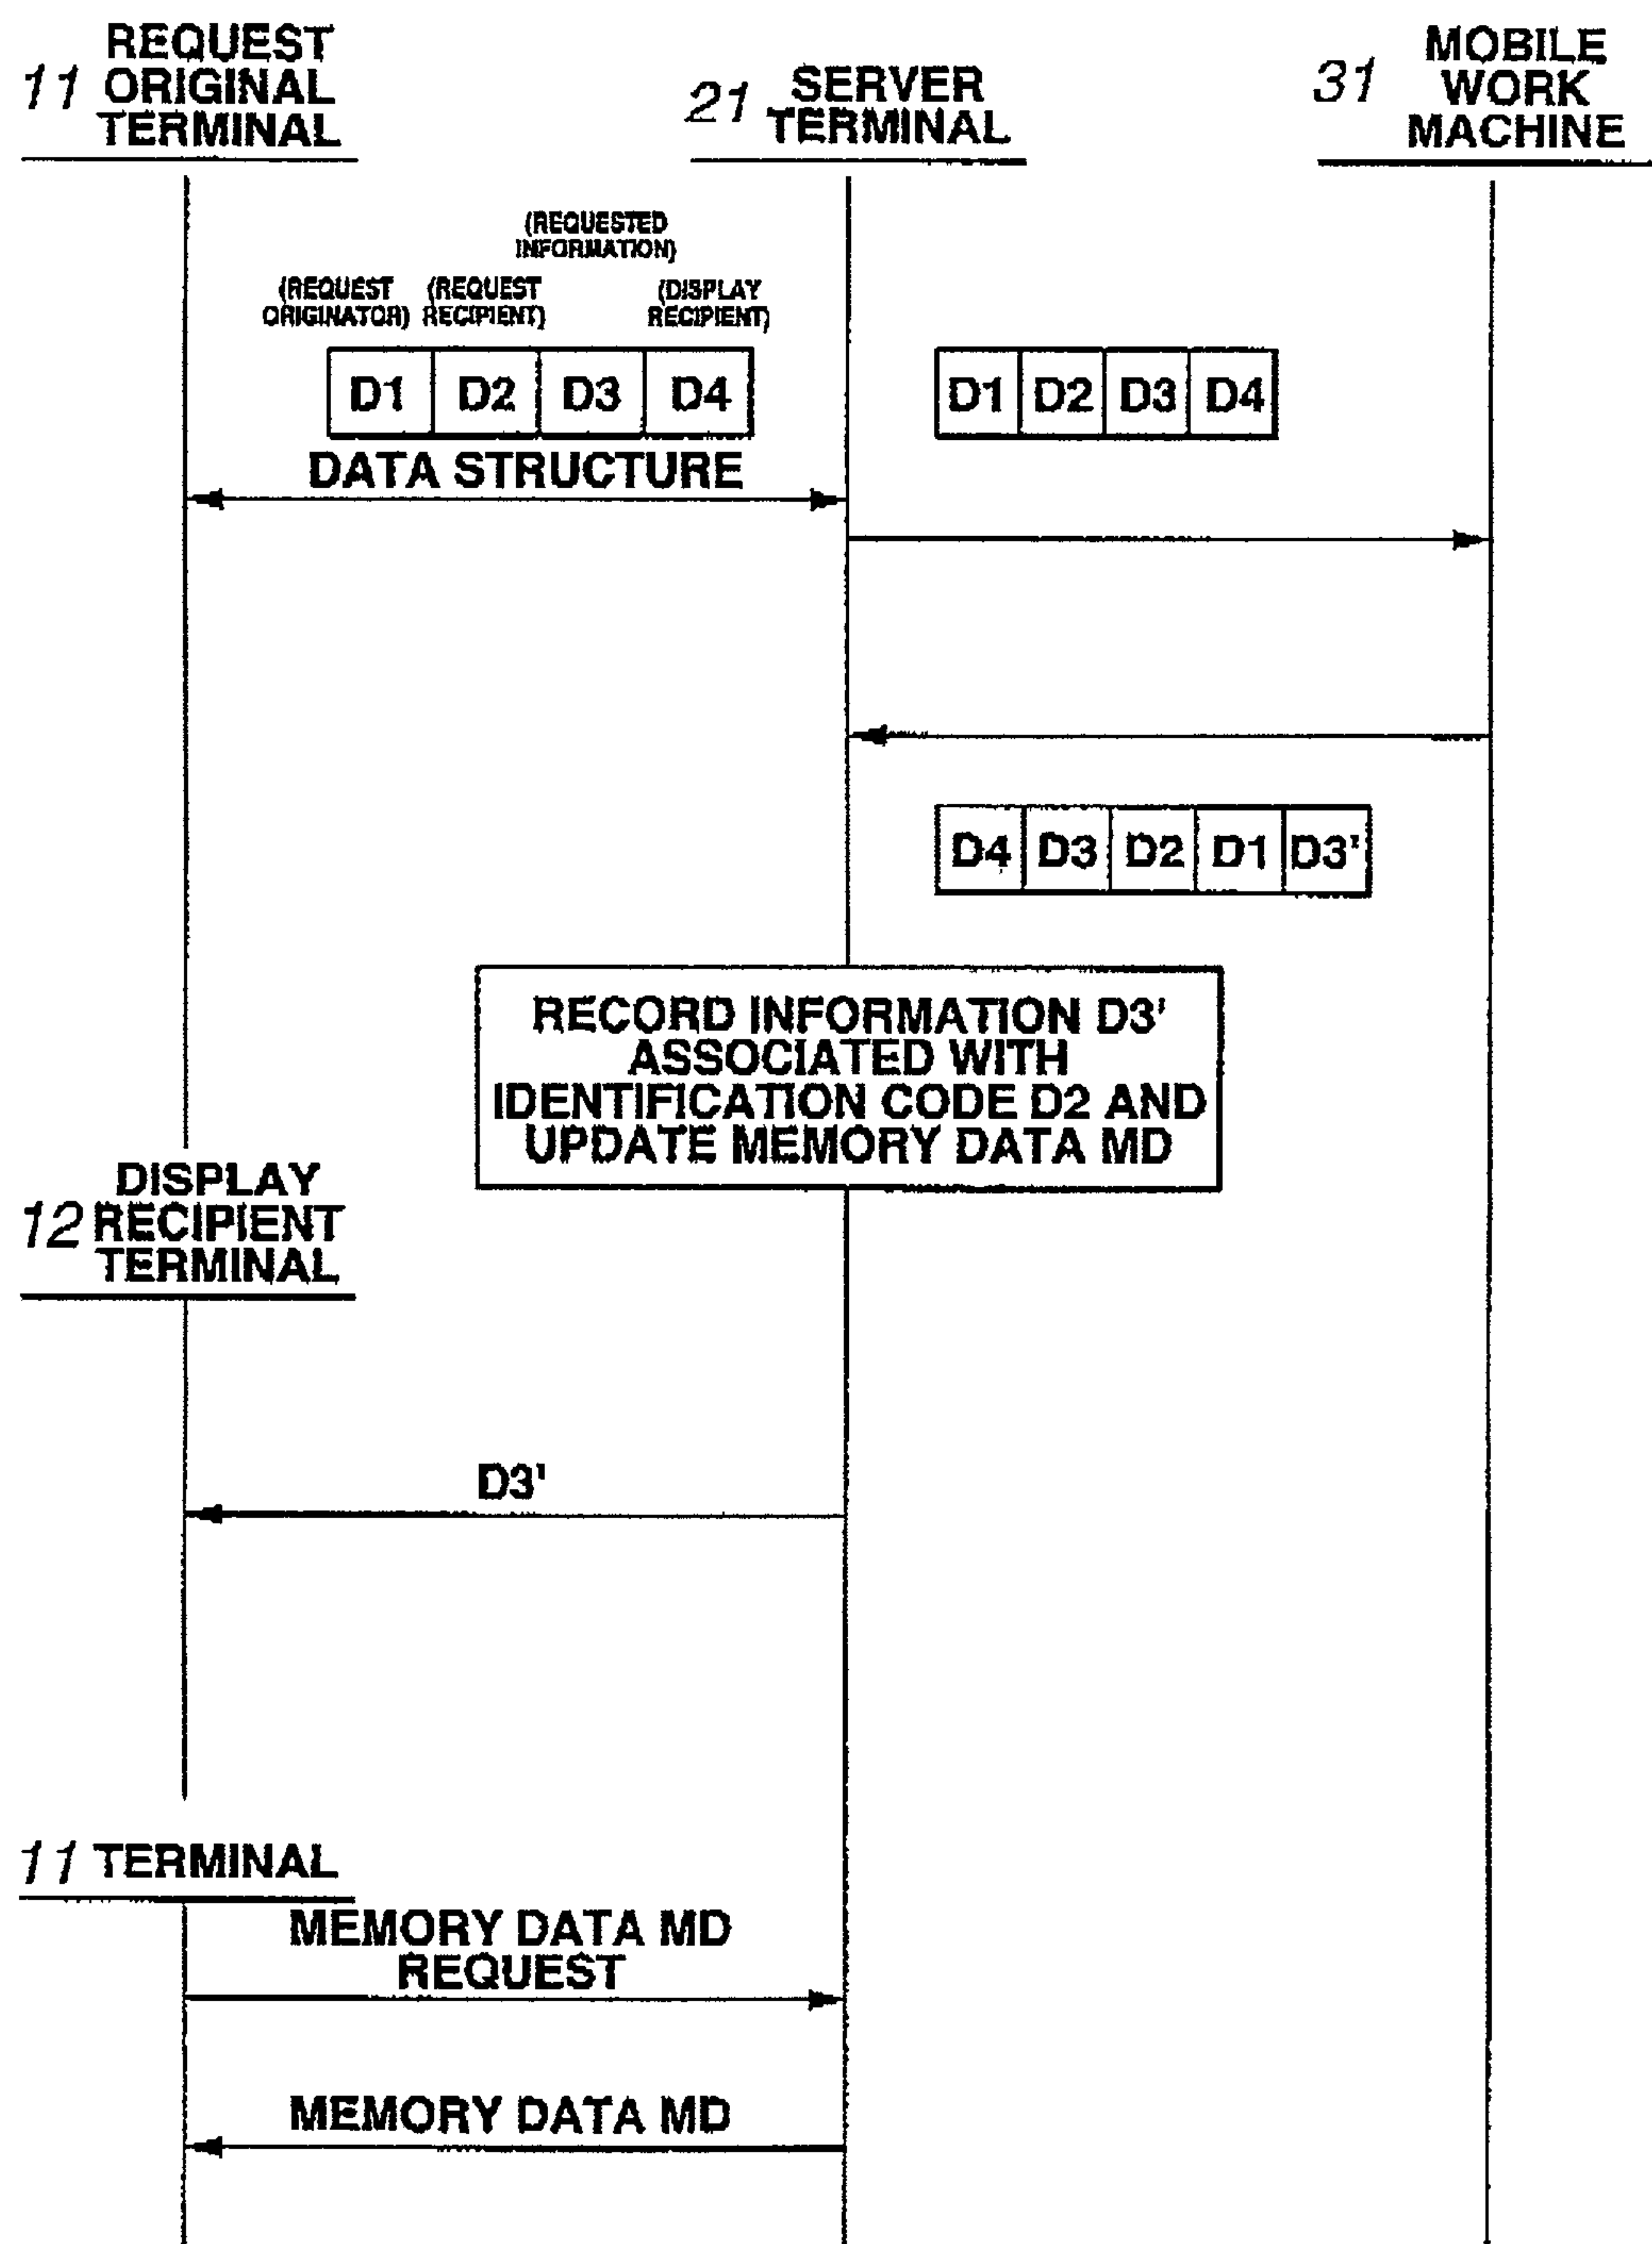 11 REQUEST
ORIGINAL
TERMINAL
21 SERVER
TERMINAL
31 MOBILE
WORK
MACHINE
(REQUESTED
INFORMATION)
(REQUEST
ORIGINATOR)
(REQUEST
RECIPIENT)
(DISPLAY
RECIPIENT)
D1 D2 D3 D4
D1 D2 D3 D4
DATA STRUCTURE
D4 D3 D2 D1 D3'
RECORD INFORMATION D3'
ASSOCIATED WITH
IDENTIFICATION CODE D2 AND
UPDATE MEMORY DATA MD
12 DISPLAY
RECIPIENT
TERMINAL
D3'
11 TERMINAL
MEMORY DATA MD
REQUEST
MEMORY DATA MD